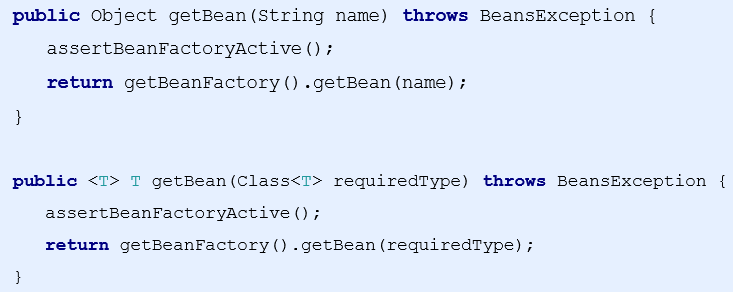 public Object getBean(String name) throws BeansException {
assertBeanFactoryActive();
return getBeanFactory().getBean(name);
}
public <T> T getBean(Class<T> requiredType) throws BeansException {
assertBeanFactoryActive();
return getBeanFactory().getBean(requiredType);
}